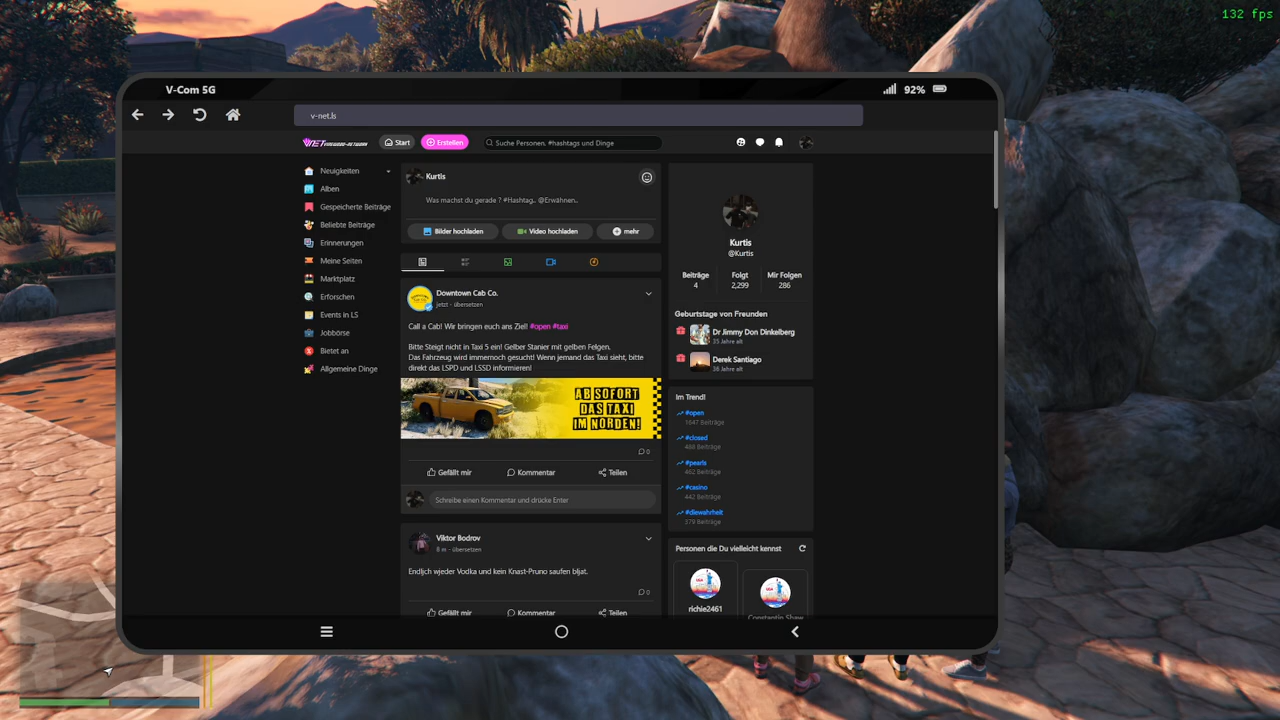 132 fps
V-Com 5G
92%
v-net.ls
VNET
Start
Erstellen
Suche Personen, #hashtags und Dinge
Neuigkeiten
Alben
Gespeicherte Beiträge
Beliebte Beiträge
Erinnerungen
Meine Seiten
Marktplatz
Erforschen
Events in LS
Jobbörse
Bietet an
Allgemeine Dinge
Kurtis
Was machst du gerade ? #Hashtag.. @Erwähnen..
Bilder hochladen
Video hochladen
mehr
Downtown Cab Co.
jetzt - übersetzen
Call a Cab! Wir bringen euch ans Ziel! #open #taxi
Bitte Steigt nicht in Taxi 5 ein! Gelber Stanier mit gelben Felgen.
Das Fahrzeug wird immernoch gesucht! Wenn jemand das Taxi sieht, bitte
direkt das LSPD und LSSD informieren!
AB SOFORT
DAS TAXI
IM NORDEN!
0
Gefällt mir
Kommentar
Teilen
Schreibe einen Kommentar und drücke Enter
Viktor Bodrov
8 m - übersetzen
Endljch wjeder Vodka und kein Knast-Pruno saufen bljat.
0
Gefällt mir
Kommentar
Teilen
Kurtis
@Kurtis
Beiträge
4
Folgt
2,299
Mir Folgen
286
Geburtstage von Freunden
Dr Jimmy Don Dinkelberg
35 Jahre alt
Derek Santiago
36 Jahre alt
Im Trend!
#open
1647 Beiträge
#closed
488 Beiträge
#pearls
462 Beiträge
#casino
442 Beiträge
#diewahrheit
379 Beiträge
Personen die Du vielleicht kennst
richie2461
Constantin Shaw